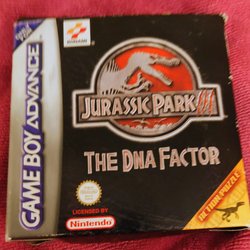 KONAMI
JURASSIC PARK III
THE DNA FACTOR
GAME BOY ADVANCE
LICENSED BY
Nintendo
ACTION/PUZZLE